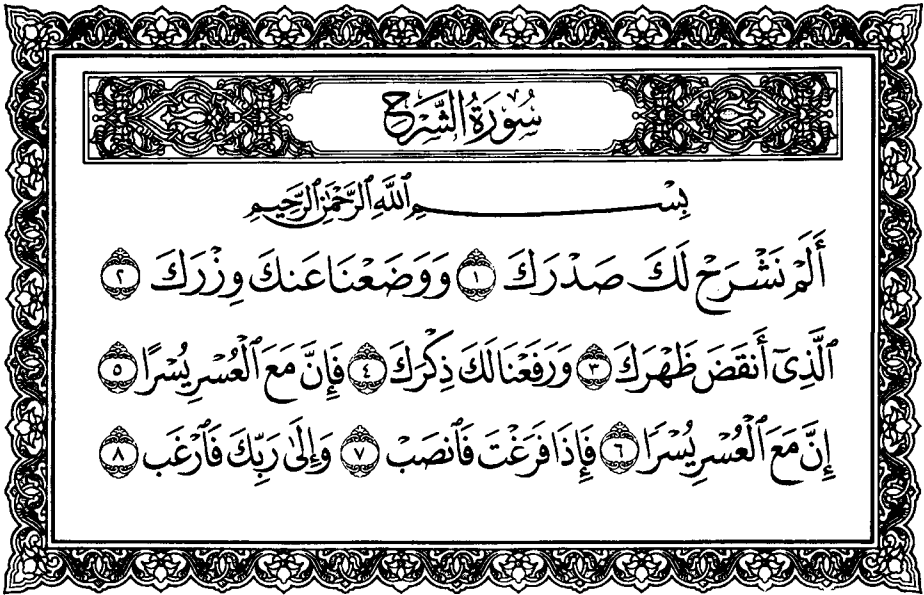 سُورَةُ الشَّرْحِ
بِسْمِ ٱللَّهِ ٱلرَّحْمَٰنِ ٱلرَّحِيمِ
أَلَمْ نَشْرَحْ لَكَ صَدْرَكَ ١ وَوَضَعْنَا عَنكَ وِزْرَكَ ٢
ٱلَّذِىٓ أَنقَضَ ظَهْرَكَ ٣ وَرَفَعْنَا لَكَ ذِكْرَكَ ٤ فَإِنَّ مَعَ ٱلْعُسْرِ يُسْرًا ٥
إِنَّ مَعَ ٱلْعُسْرِ يُسْرًا ٦ فَإِذَا فَرَغْتَ فَٱنصَبْ ٧ وَإِلَىٰ رَبِّكَ فَٱرْغَب ٨